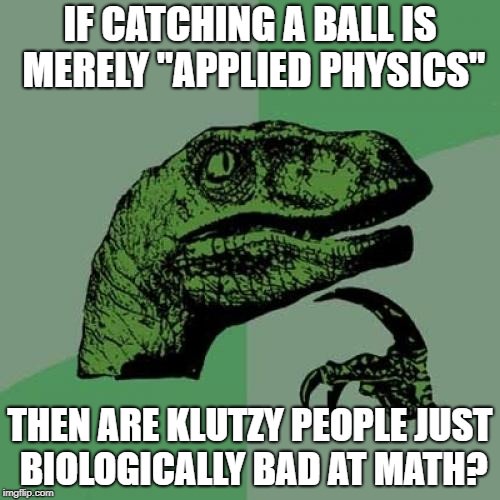 IF CATCHING A BALL IS
MERELY "APPLIED PHYSICS"
THEN ARE KLUTZY PEOPLE JUST
BIOLOGICALLY BAD AT MATH?
imgflip.com